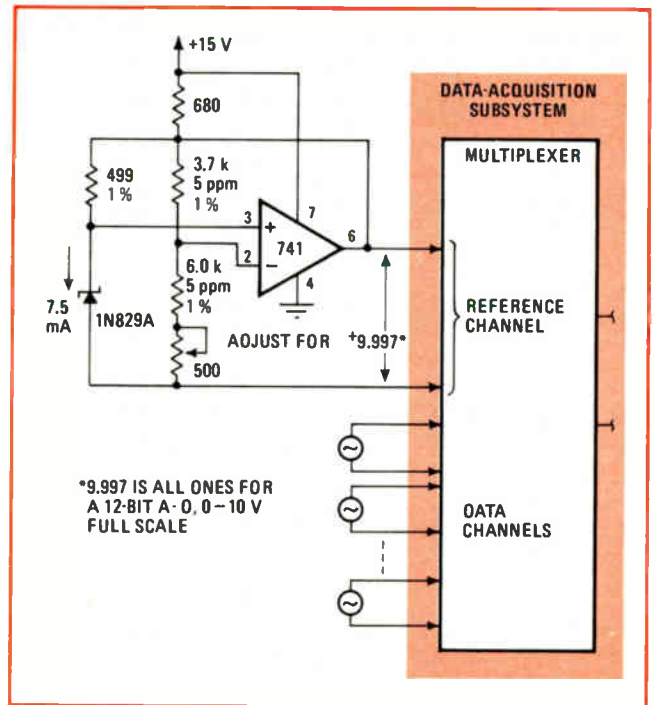 +15 V
680
499
1%
3.7 k
5 ppm
1%
3
+
2
−
741
7
6
4
6.0 k
5 ppm
1%
7.5
mA
1N829A
500
AOJUST FOR
+9.997*
*9.997 IS ALL ONES FOR
A 12-BIT A-O, 0–10 V
FULL SCALE
DATA-ACQUISITION
SUBSYSTEM
MULTIPLEXER
REFERENCE
CHANNEL
OATA
CHANNELS